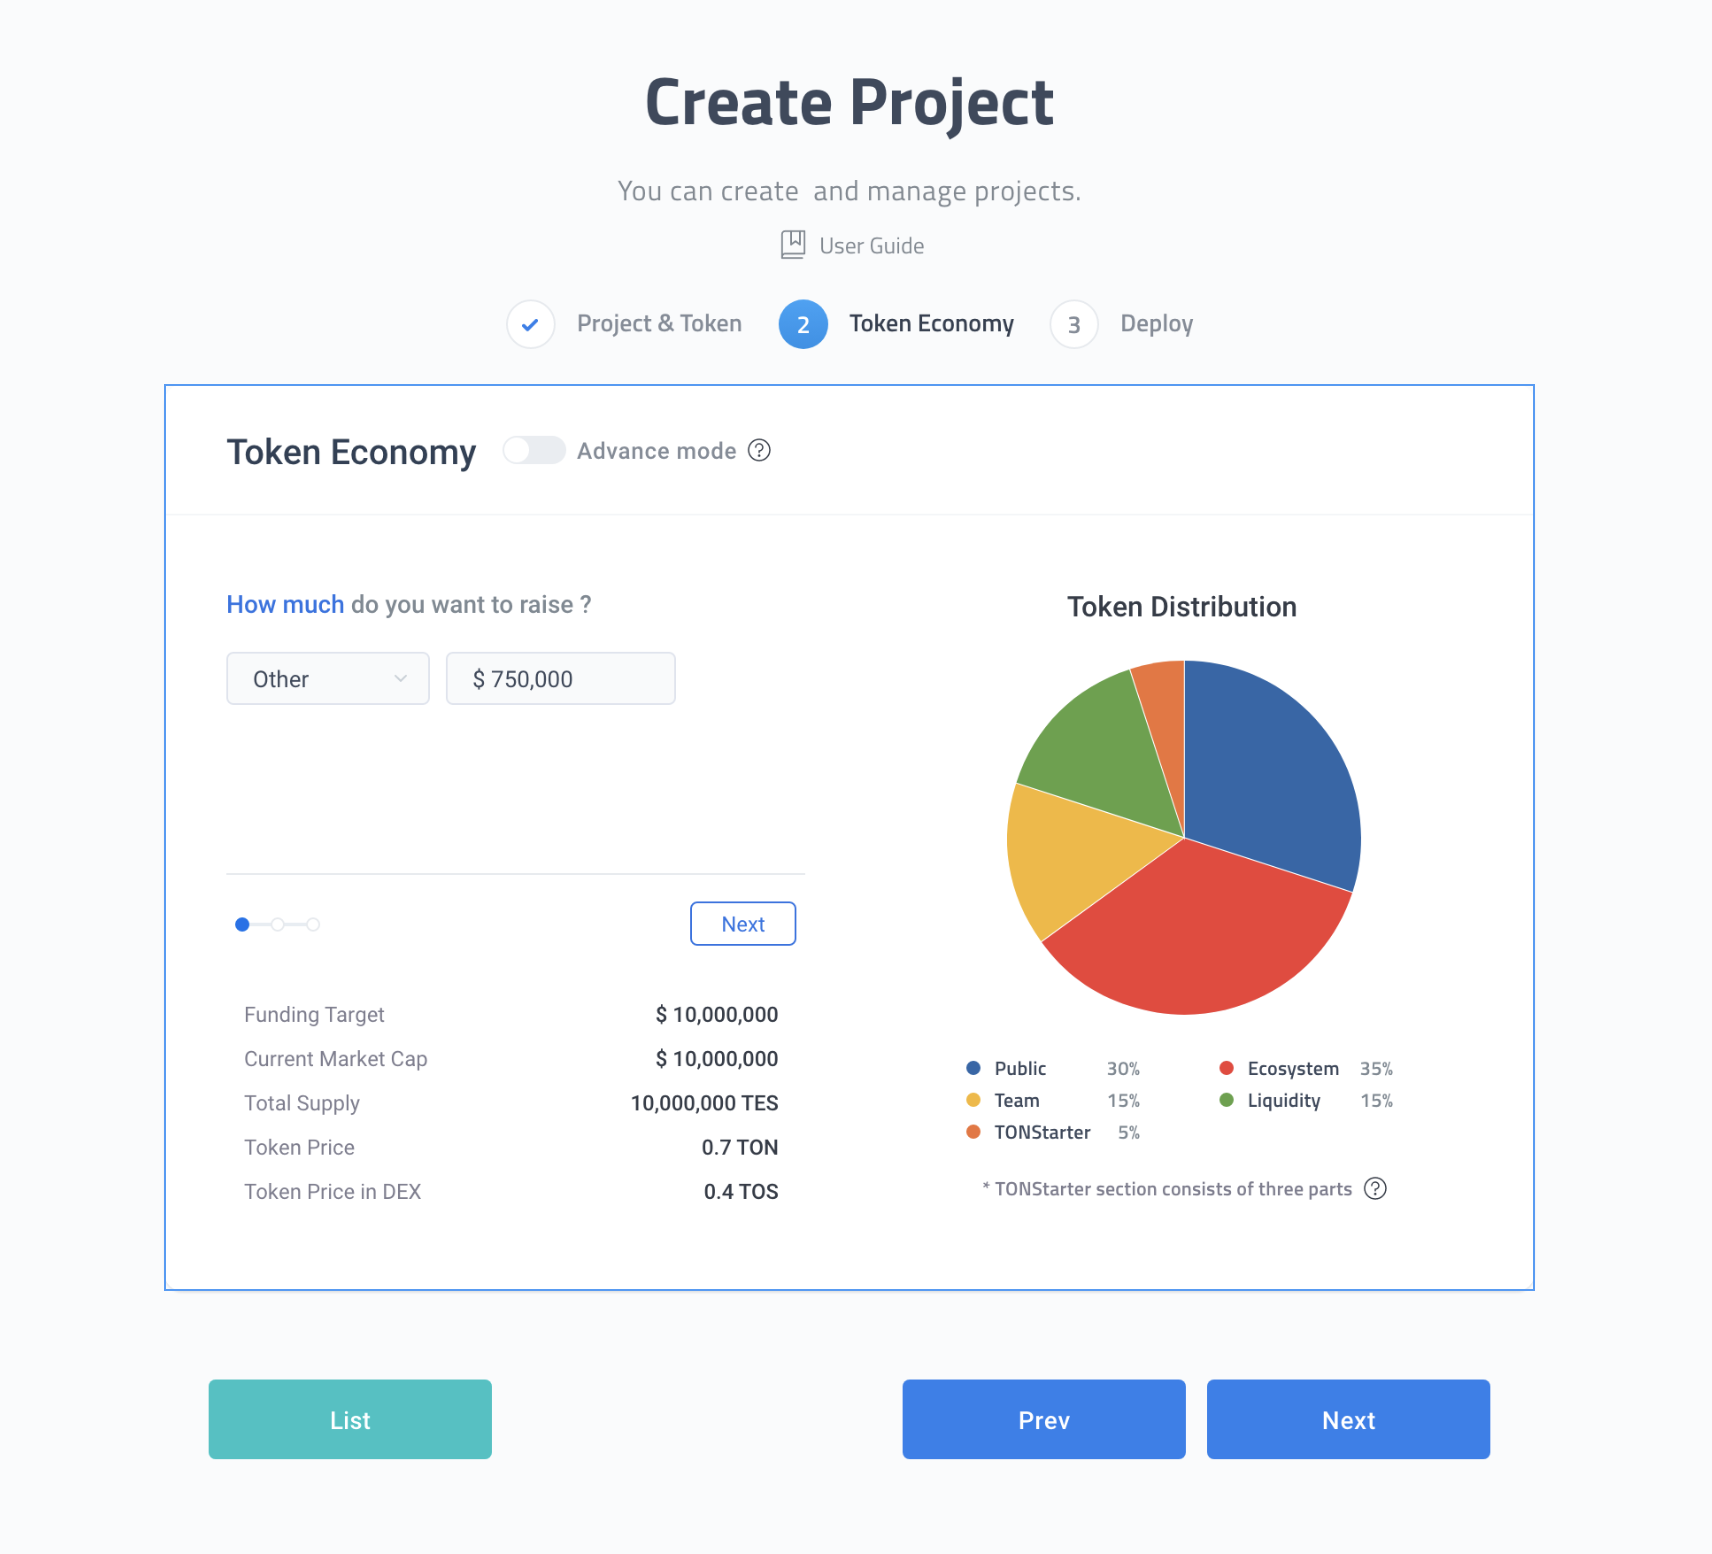 Create Project
You can create  and manage projects.
User Guide
Project & Token
2 Token Economy
3 Deploy
Token Economy
Advance mode ?
How much do you want to raise ?
Other
$ 750,000
Next
Funding Target $ 10,000,000
Current Market Cap $ 10,000,000
Total Supply 10,000,000 TES
Token Price 0.7 TON
Token Price in DEX 0.4 TOS
Token Distribution
Public 30% Ecosystem 35%
Team 15% Liquidity 15%
TONStarter 5%
* TONStarter section consists of three parts ?
List
Prev
Next